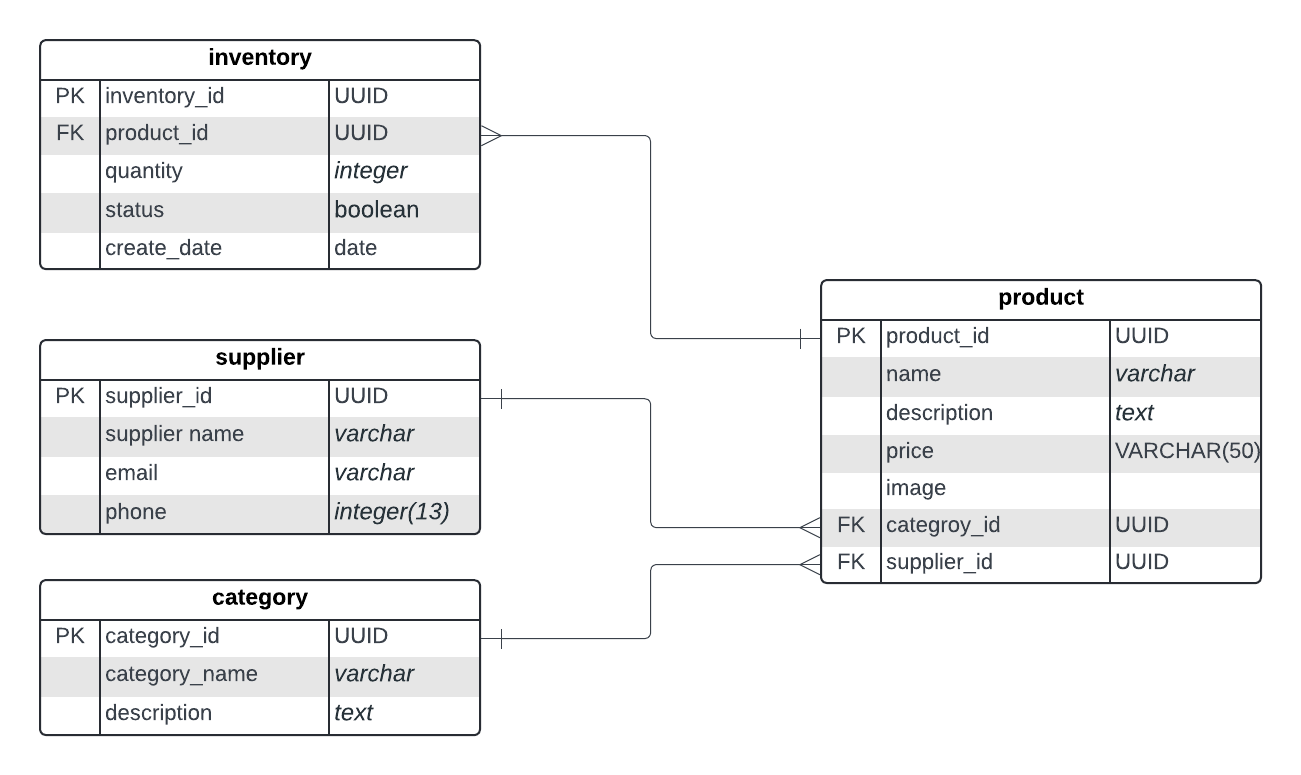 inventory
PK inventory_id UUID
FK product_id UUID
quantity integer
status boolean
create_date date
supplier
PK supplier_id UUID
supplier name varchar
email varchar
phone integer(13)
category
PK category_id UUID
category_name varchar
description text
product
PK product_id UUID
name varchar
description text
price VARCHAR(50)
image
FK categroy_id UUID
FK supplier_id UUID